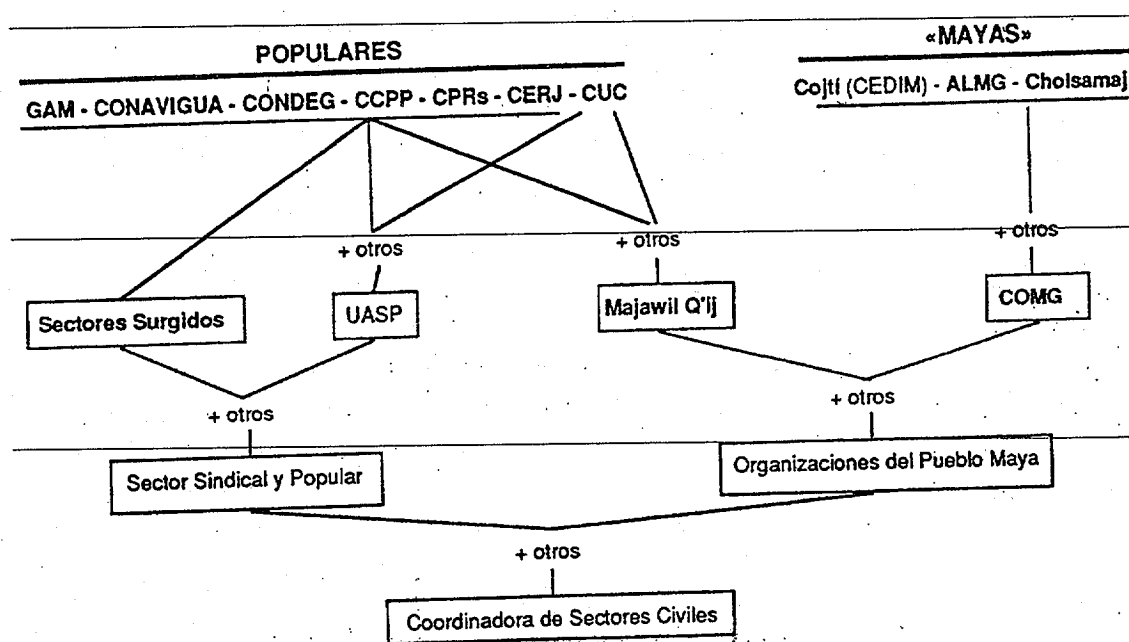 POPULARES
«MAYAS»
GAM - CONAVIGUA - CONDEG - CCPP - CPRs - CERJ - CUC
Cojtí (CEDIM) - ALMG - Cholsamaj
+ otros
+ otros
+ otros
Sectores Surgidos
UASP
Majawil Q'ij
COMG
+ otros
+ otros
Sector Sindical y Popular
Organizaciones del Pueblo Maya
+ otros
Coordinadora de Sectores Civiles